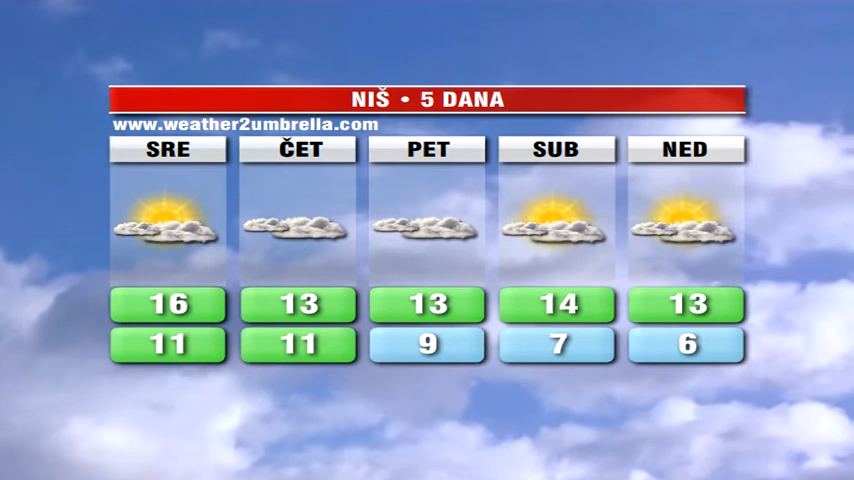 NIŠ • 5 DANA
www.weather2umbrella.com
SRE ČET PET SUB NED
16 13 13 14 13
11 11 9 7 6